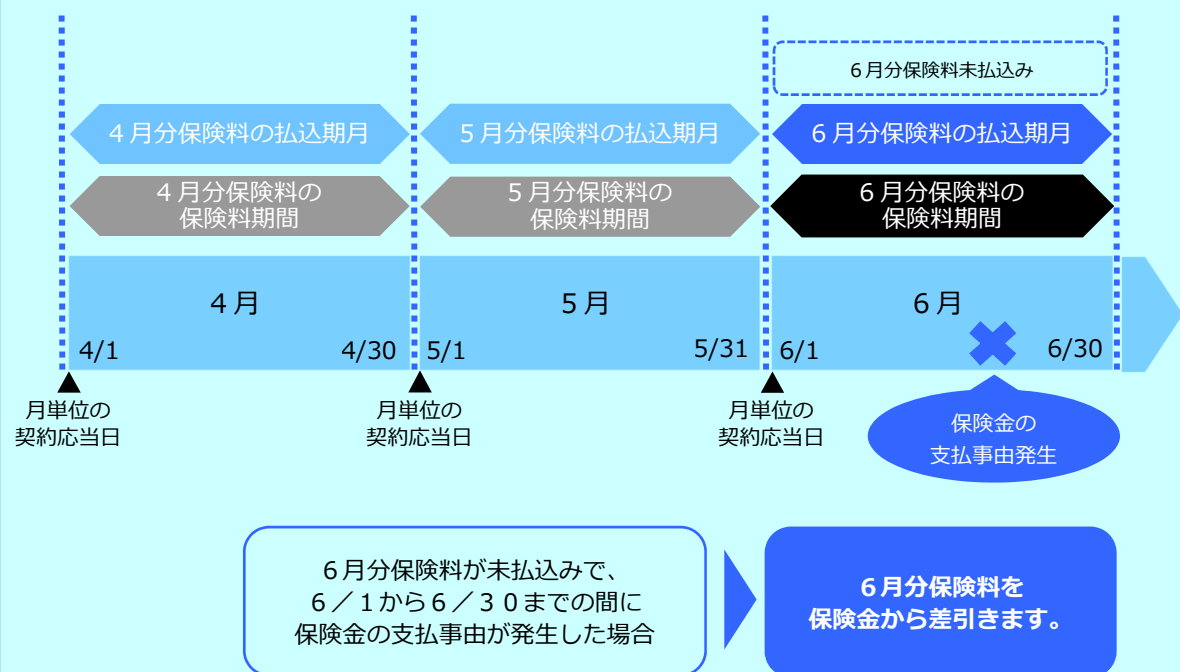 ６月分保険料未払込み
４月分保険料の払込期月
５月分保険料の払込期月
６月分保険料の払込期月
４月分保険料の
保険料期間
５月分保険料の
保険料期間
６月分保険料の
保険料期間
４月
５月
６月
4/1
4/30
5/1
5/31
6/1
6/30
月単位の
契約応当日
月単位の
契約応当日
月単位の
契約応当日
保険金の
支払事由発生
６月分保険料が未払込みで、
６／１から６／３０までの間に
保険金の支払事由が発生した場合
６月分保険料を
保険金から差引きます。